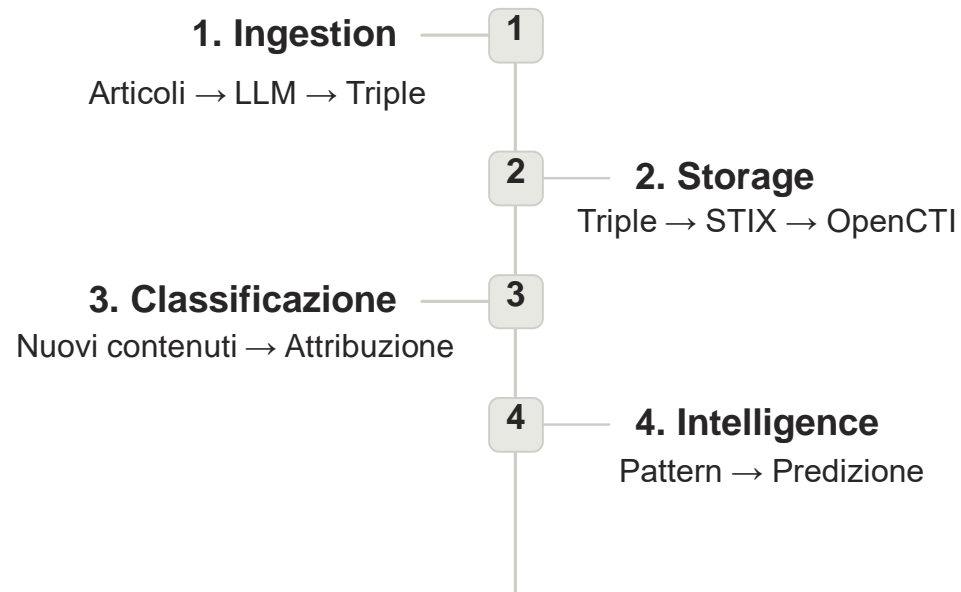 1. Ingestion
1
Articoli → LLM → Triple
2
2. Storage
Triple → STIX → OpenCTI
3. Classificazione
3
Nuovi contenuti → Attribuzione
4
4. Intelligence
Pattern → Predizione